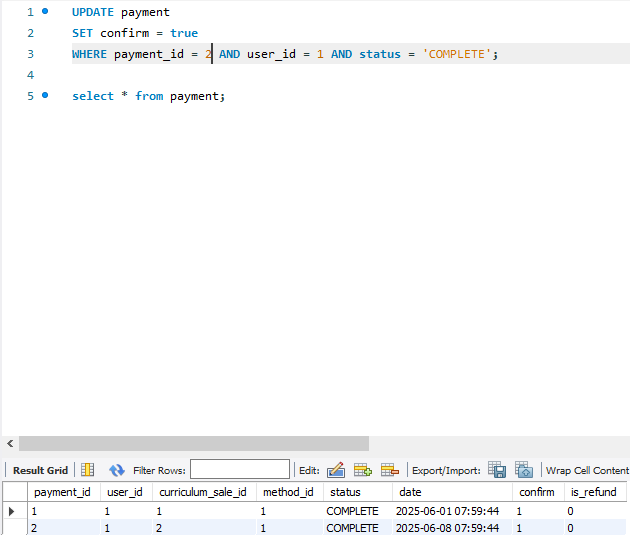 1 UPDATE payment
2 SET confirm = true
3 WHERE payment_id = 2 AND user_id = 1 AND status = 'COMPLETE';
4
5 select * from payment;
Result Grid Filter Rows: Edit: Export/Import: Wrap Cell Content
payment_id user_id curriculum_sale_id method_id status date confirm is_refund
1 1 1 1 COMPLETE 2025-06-01 07:59:44 1 0
2 1 2 1 COMPLETE 2025-06-08 07:59:44 1 0